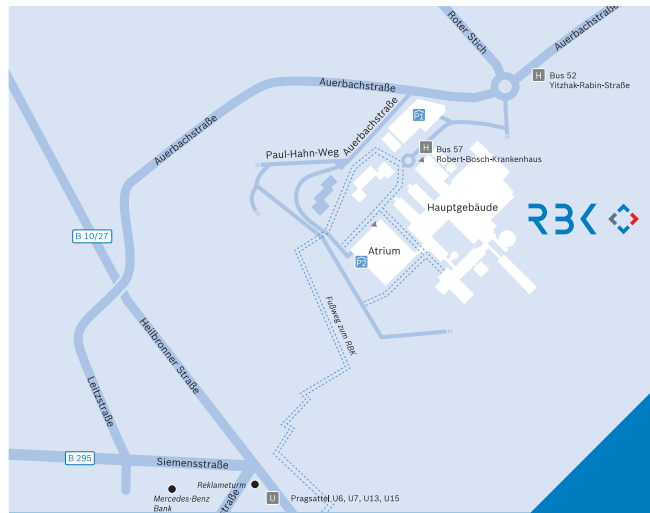 Roter Stich
Auerbachstraße
H Bus 52
Yitzhak-Rabin-Straße
Auerbachstraße
P1
Auerbachstraße
Auerbachstraße
H Bus 57
Robert-Bosch-Krankenhaus
Paul-Hahn-Weg
Hauptgebäude
RBK
B 10/27
Atrium
P2
Fußweg zum RBK
Heilbronner Straße
Leitzstraße
B 295
Siemensstraße
Reklameturm
Mercedes-Benz
Bank
straße
U Pragsattel, U6, U7, U13, U15